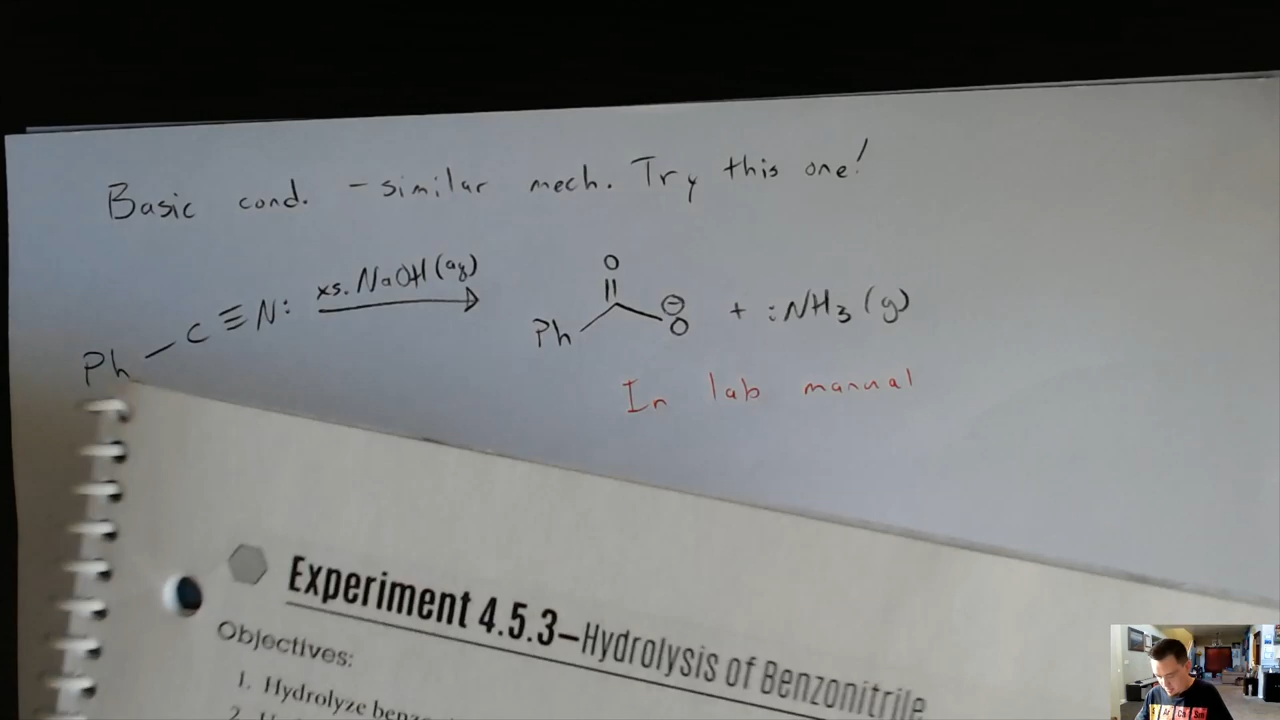 Basic cond. - similar mech. Try this one!
Ph-C≡N: xs. NaOH (aq) → Ph O ⊖ O + :NH3 (g)
In lab manual
Experiment 4.5.3–Hydrolysis of Benzonitrile
Objectives:
1. Hydrolyze
2.